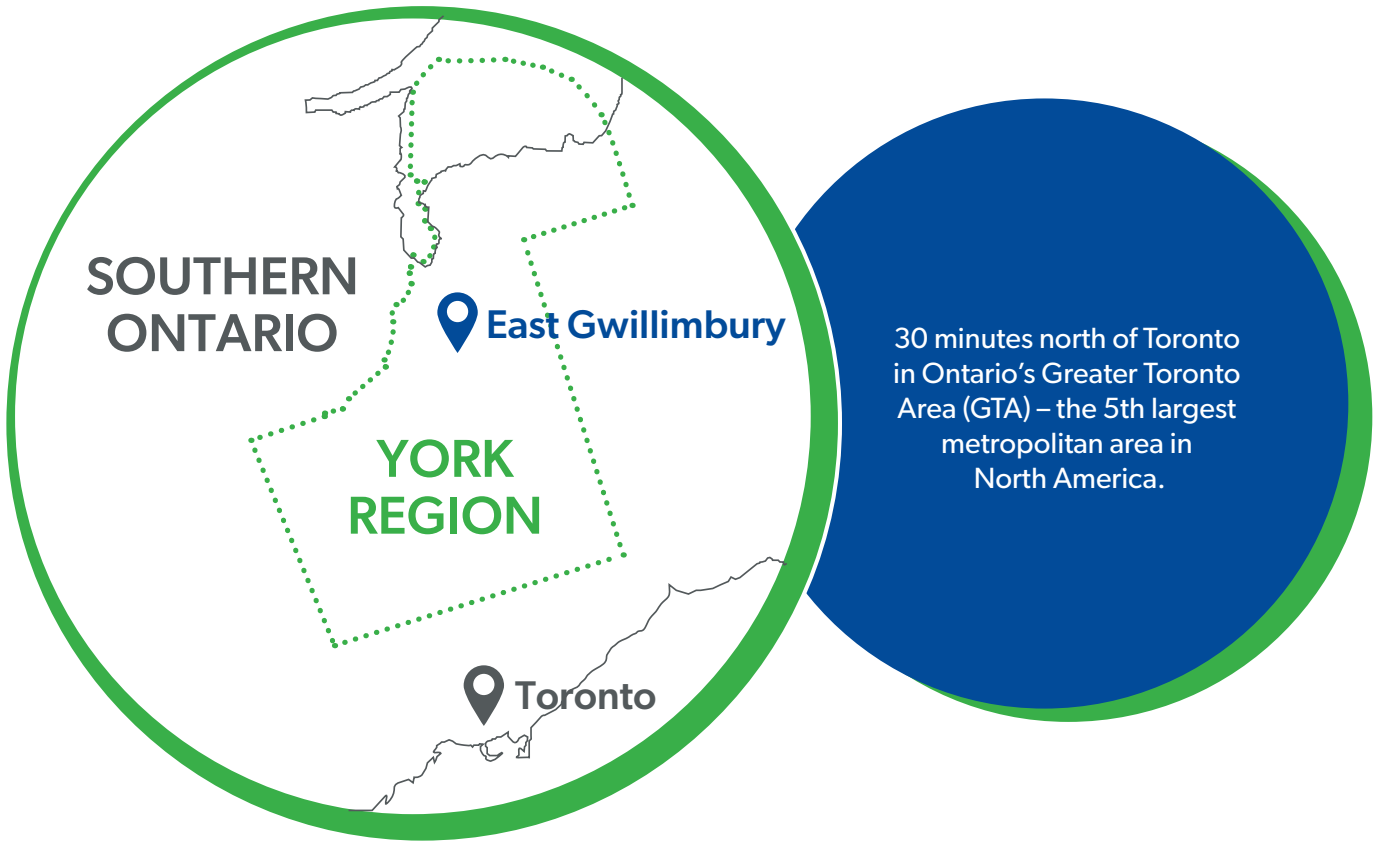 SOUTHERN
ONTARIO
East Gwillimbury
YORK
REGION
Toronto
30 minutes north of Toronto
in Ontario’s Greater Toronto
Area (GTA) – the 5th largest
metropolitan area in
North America.